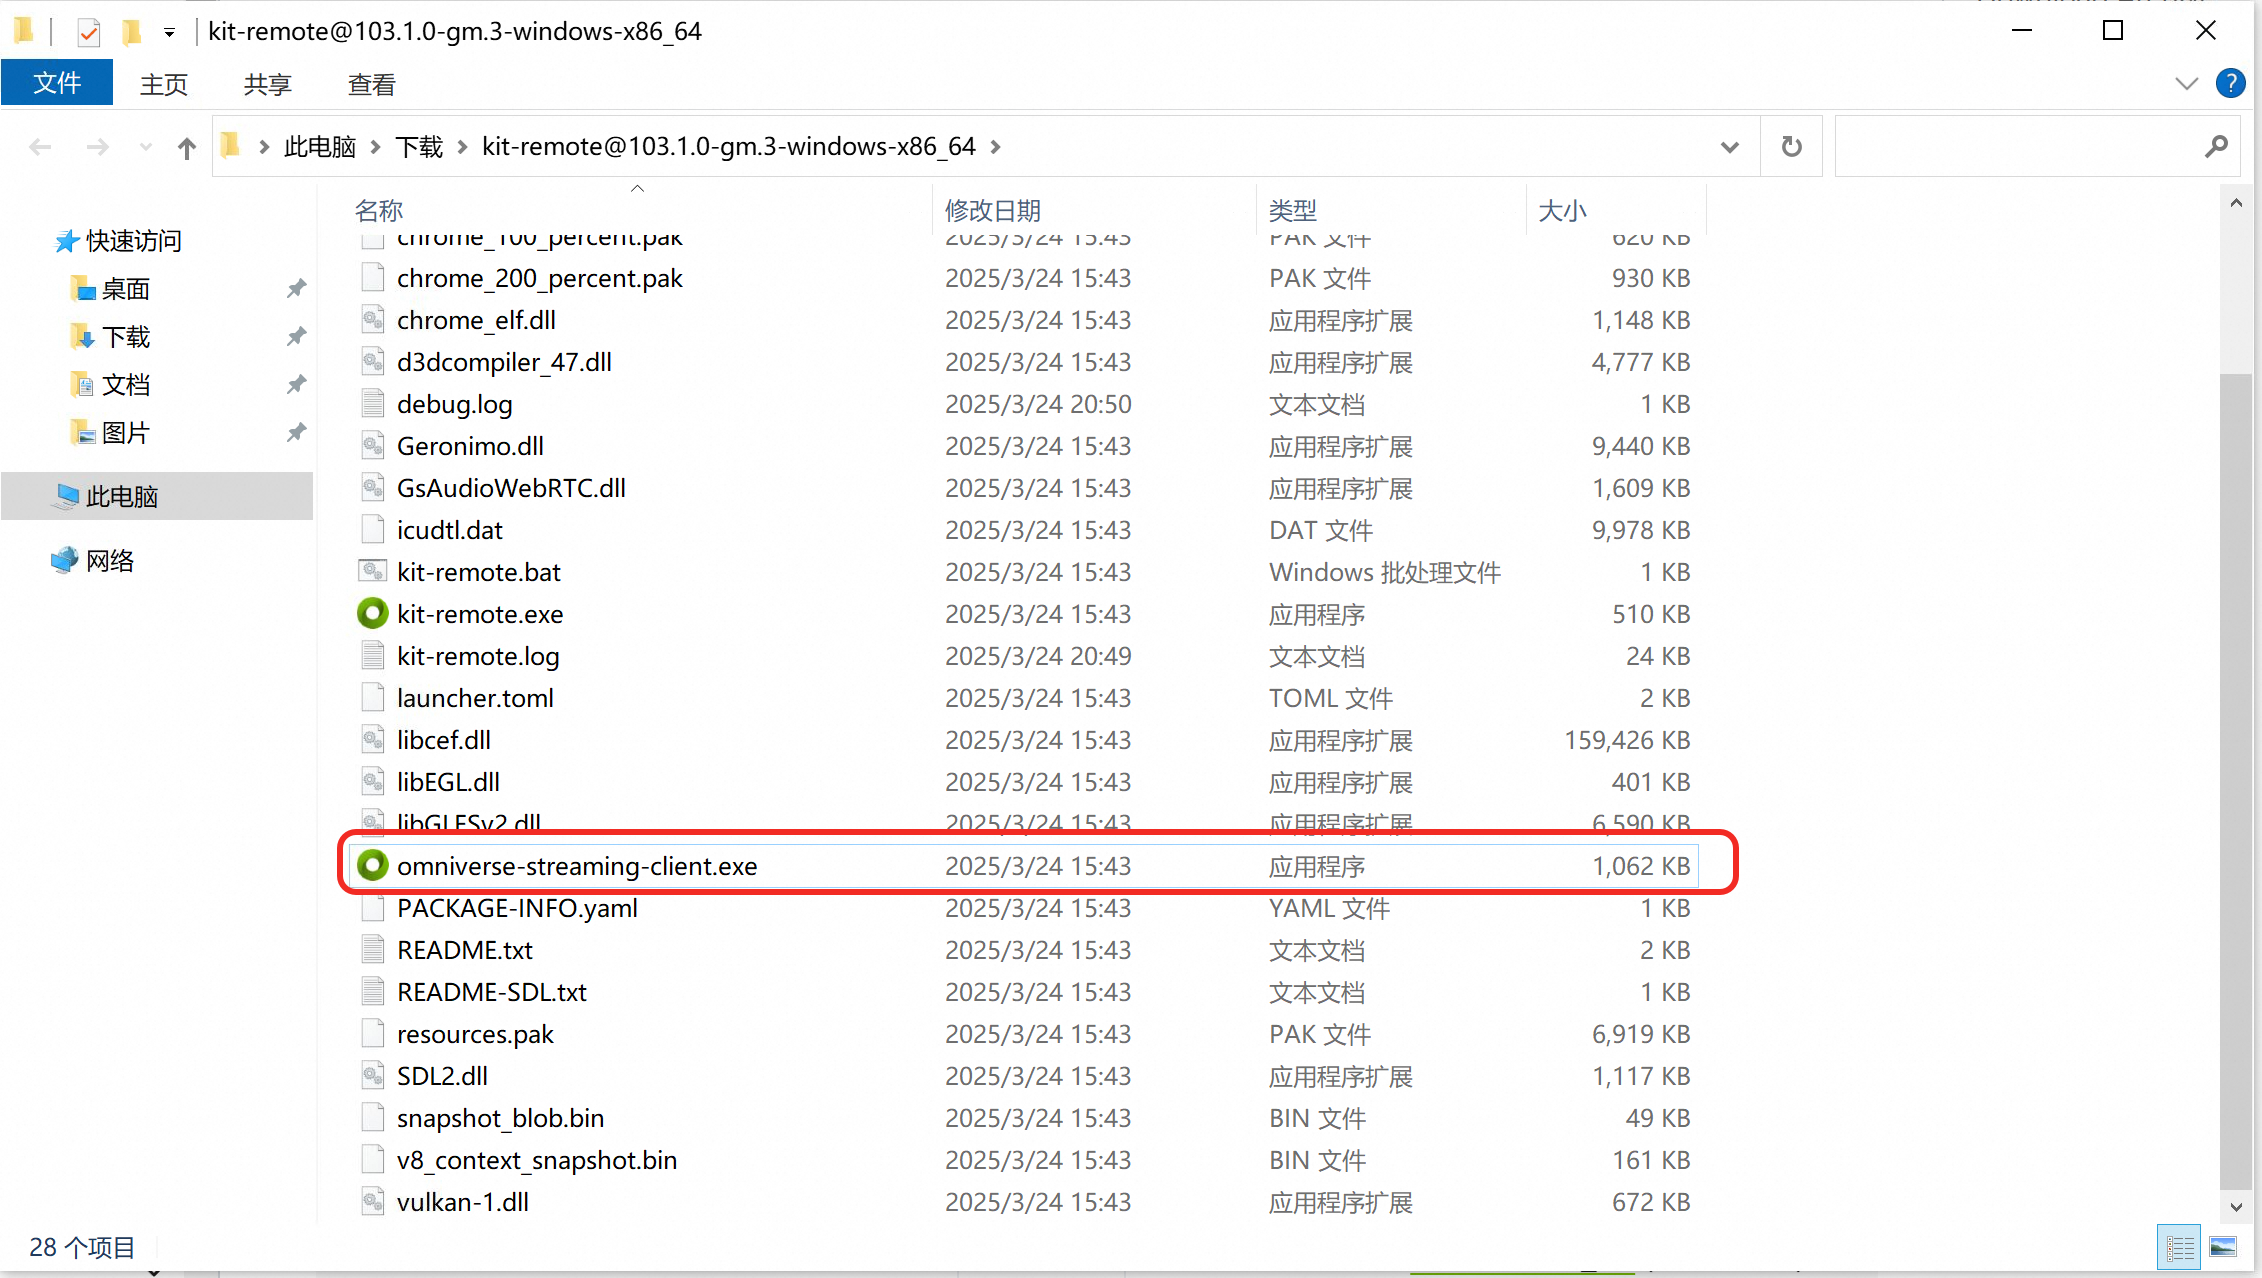 kit-remote@103.1.0-gm.3-windows-x86_64
文件 主页 共享 查看
此电脑 下载 kit-remote@103.1.0-gm.3-windows-x86_64
名称 修改日期 类型 大小
快速访问
桌面
下载
文档
图片
此电脑
网络
chrome_100_percent.pak 2025/3/24 15:43 PAK 文件 620 KB
chrome_200_percent.pak 2025/3/24 15:43 PAK 文件 930 KB
chrome_elf.dll 2025/3/24 15:43 应用程序扩展 1,148 KB
d3dcompiler_47.dll 2025/3/24 15:43 应用程序扩展 4,777 KB
debug.log 2025/3/24 20:50 文本文档 1 KB
Geronimo.dll 2025/3/24 15:43 应用程序扩展 9,440 KB
GsAudioWebRTC.dll 2025/3/24 15:43 应用程序扩展 1,609 KB
icudtl.dat 2025/3/24 15:43 DAT 文件 9,978 KB
kit-remote.bat 2025/3/24 15:43 Windows 批处理文件 1 KB
kit-remote.exe 2025/3/24 15:43 应用程序 510 KB
kit-remote.log 2025/3/24 20:49 文本文档 24 KB
launcher.toml 2025/3/24 15:43 TOML 文件 2 KB
libcef.dll 2025/3/24 15:43 应用程序扩展 159,426 KB
libEGL.dll 2025/3/24 15:43 应用程序扩展 401 KB
libGLESv2.dll 2025/3/24 15:43 应用程序扩展 6,590 KB
omniverse-streaming-client.exe 2025/3/24 15:43 应用程序 1,062 KB
PACKAGE-INFO.yaml 2025/3/24 15:43 YAML 文件 1 KB
README.txt 2025/3/24 15:43 文本文档 2 KB
README-SDL.txt 2025/3/24 15:43 文本文档 1 KB
resources.pak 2025/3/24 15:43 PAK 文件 6,919 KB
SDL2.dll 2025/3/24 15:43 应用程序扩展 1,117 KB
snapshot_blob.bin 2025/3/24 15:43 BIN 文件 49 KB
v8_context_snapshot.bin 2025/3/24 15:43 BIN 文件 161 KB
vulkan-1.dll 2025/3/24 15:43 应用程序扩展 672 KB
28 个项目